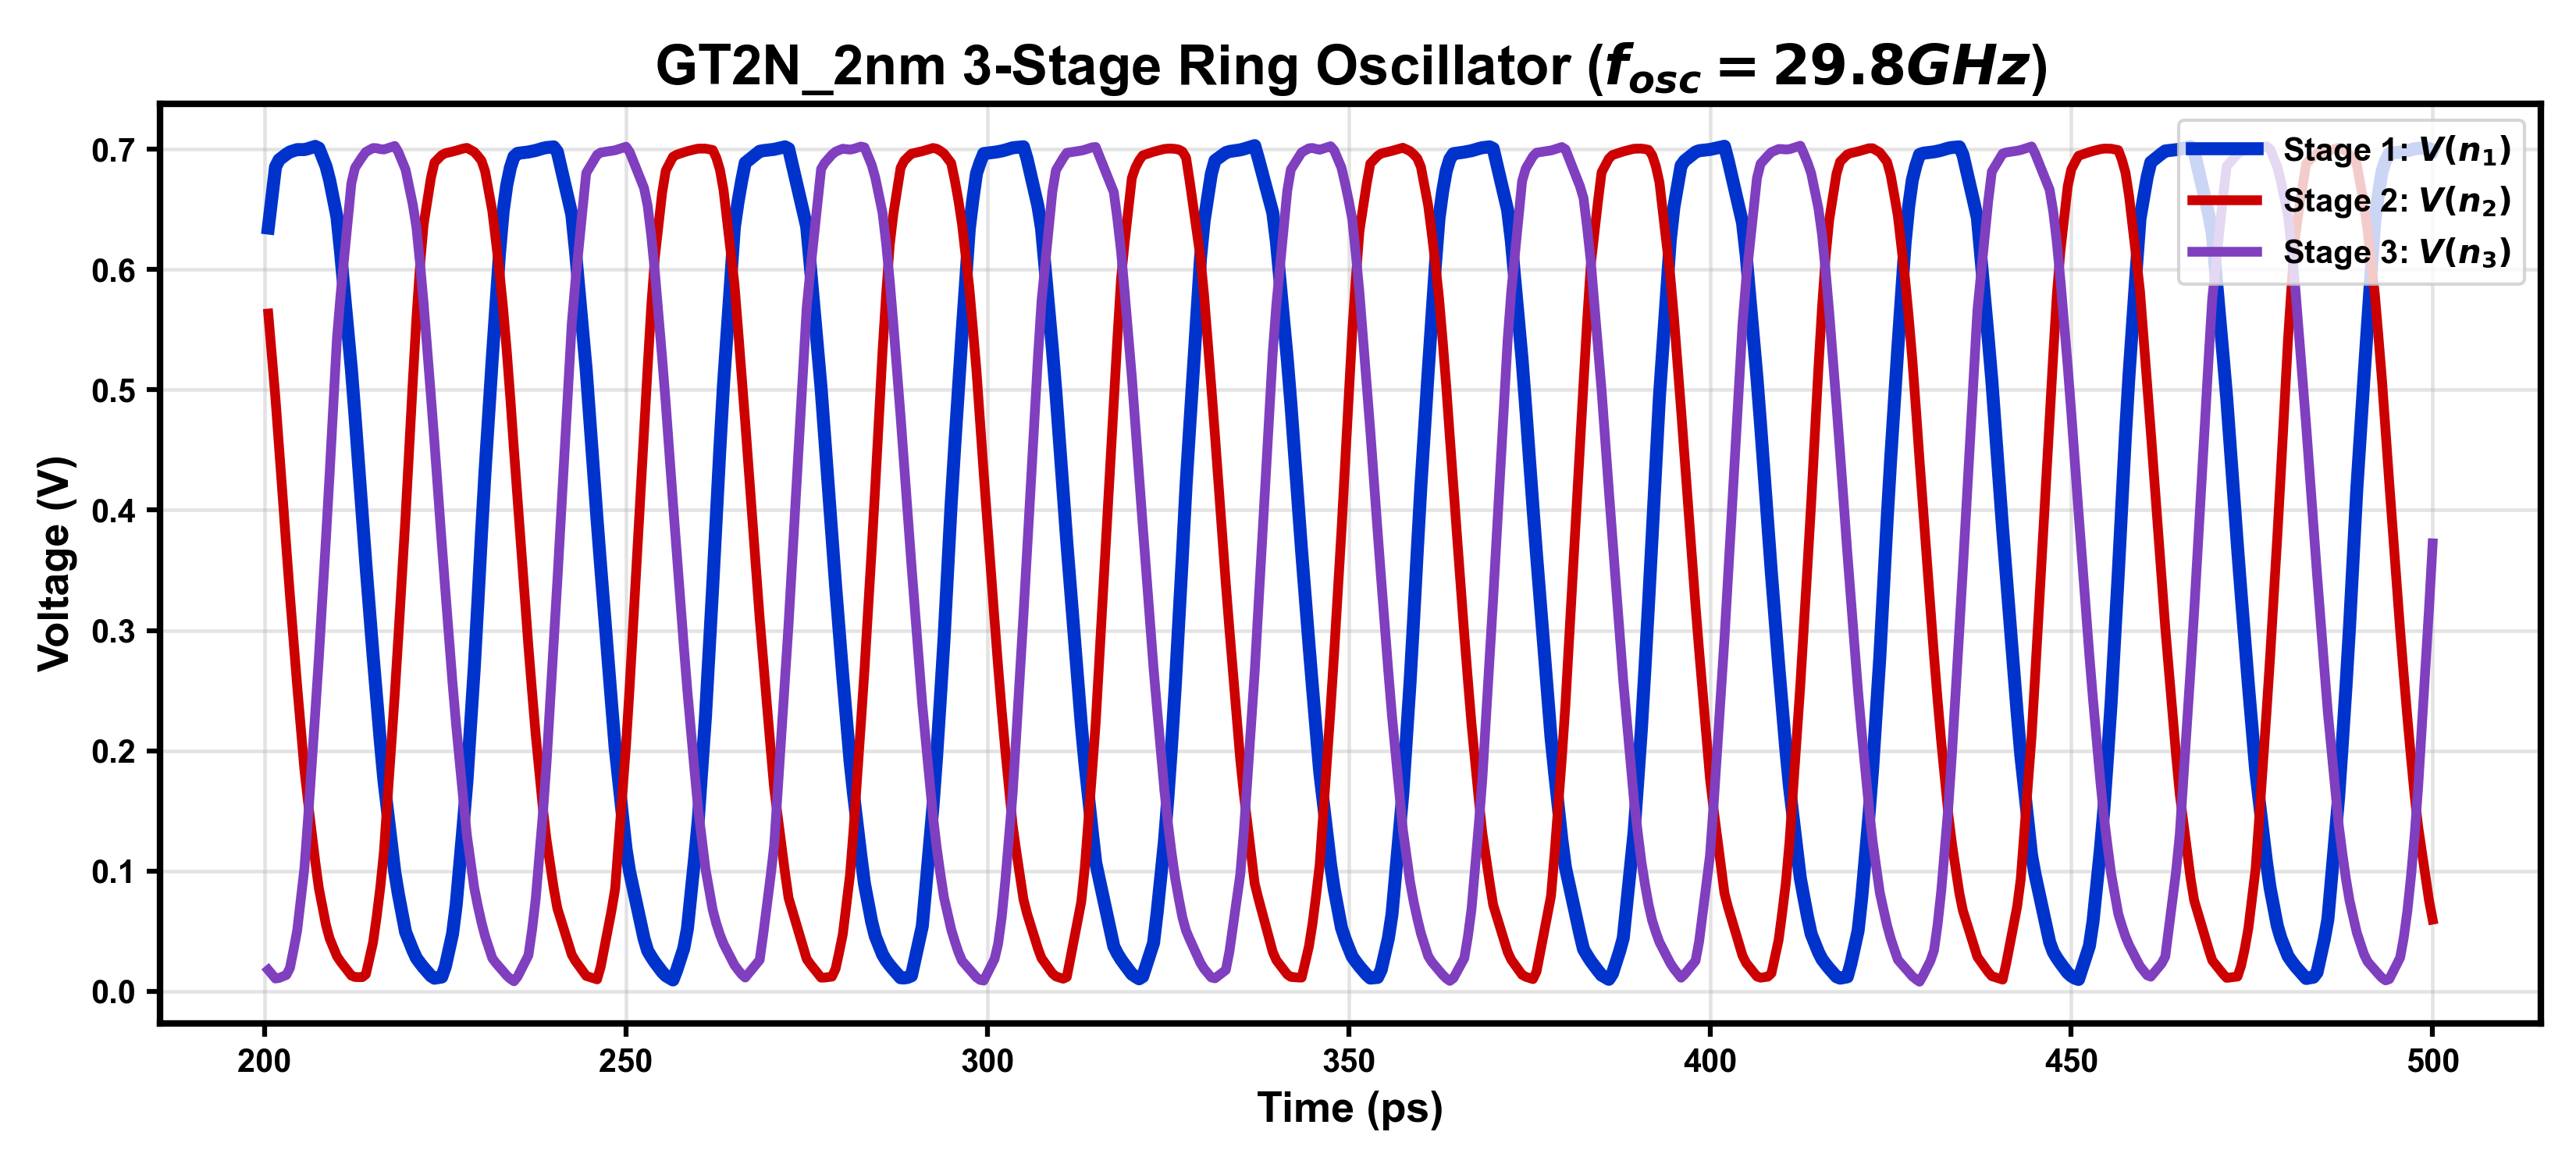 GT2N_2nm 3-Stage Ring Oscillator (f_osc = 29.8GHz)
Stage 1: V(n₁)
Stage 2: V(n₂)
Stage 3: V(n₃)
Voltage (V)
0.7
0.6
0.5
0.4
0.3
0.2
0.1
0.0
200 250 300 350 400 450 500
Time (ps)